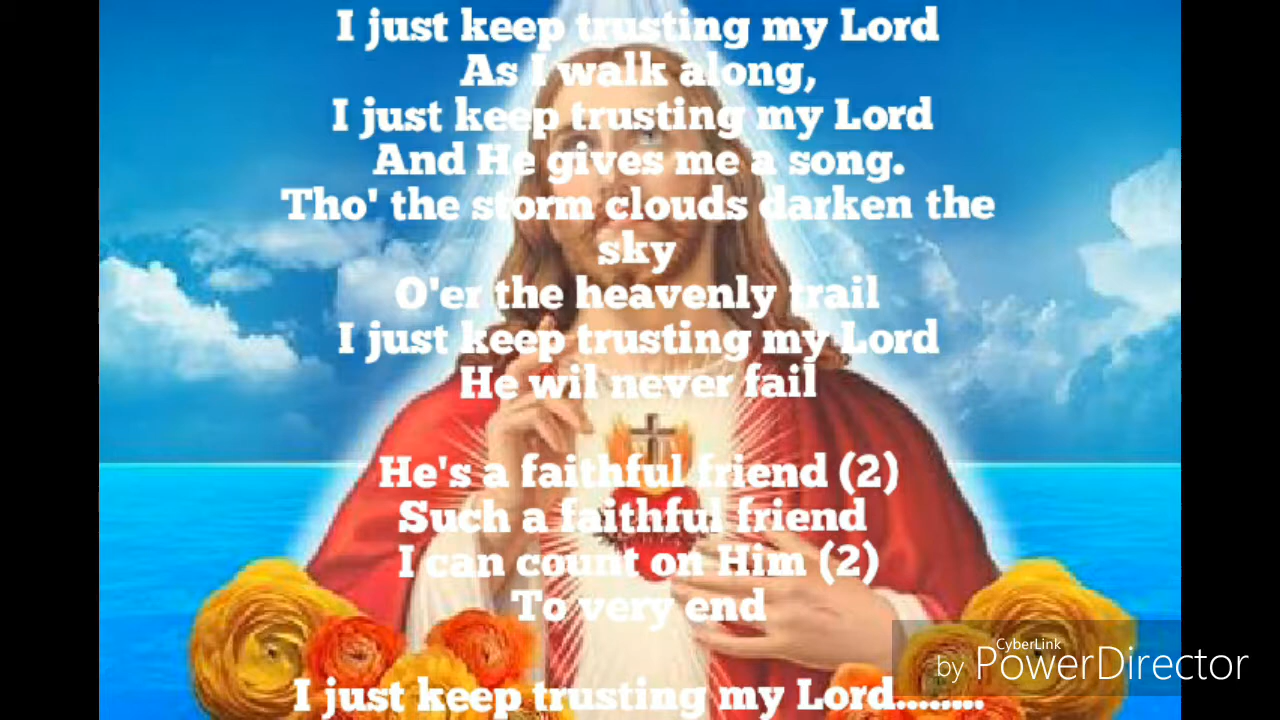 I just keep trusting my Lord
As I walk along,
I just keep trusting my Lord
And He gives me a song.
Tho' the storm clouds darken the
sky
O'er the heavenly trail
I just keep trusting my Lord
He wil never fail
He's a faithful friend (2)
Such a faithful friend
I can count on Him (2)
To very end
I just keep trusting my Lord........
CyberLink
by PowerDirector